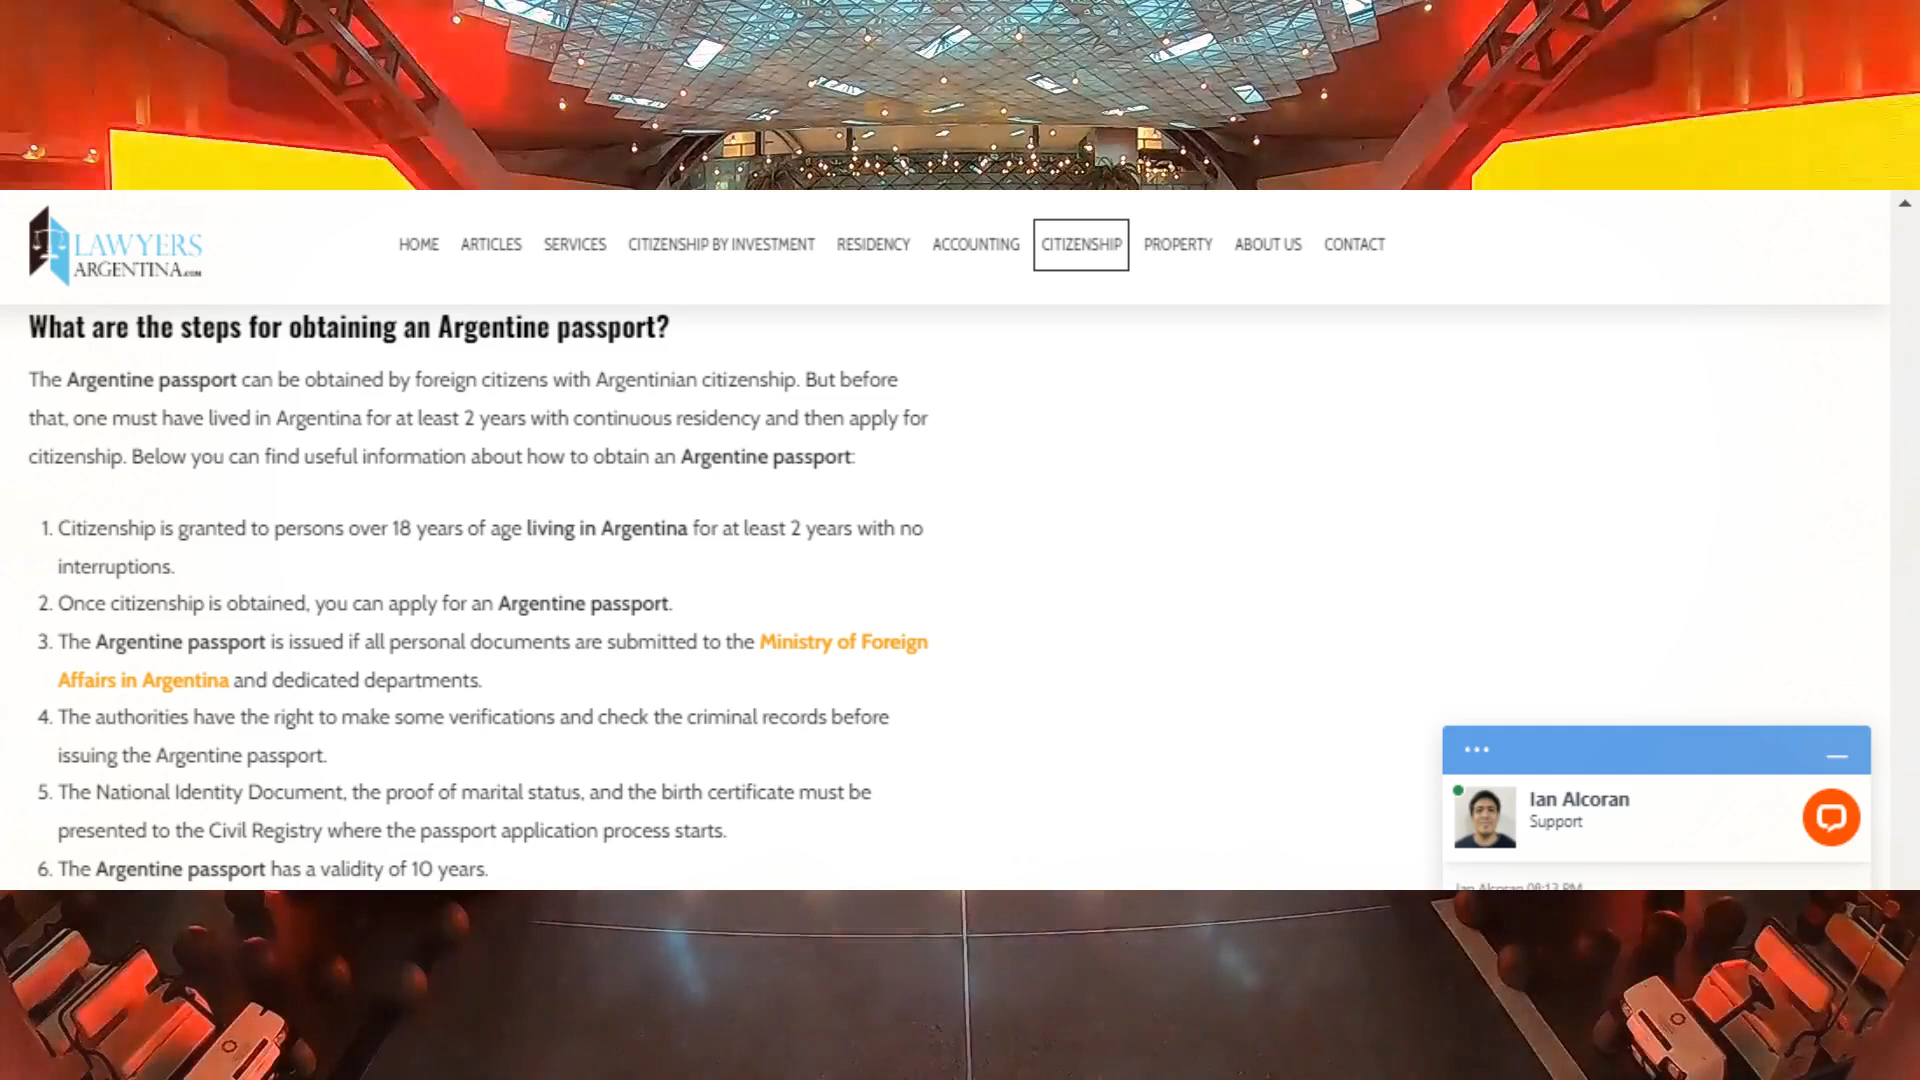 LAWYERS
ARGENTINA.COM
HOME ARTICLES SERVICES CITIZENSHIP BY INVESTMENT RESIDENCY ACCOUNTING CITIZENSHIP PROPERTY ABOUT US CONTACT
What are the steps for obtaining an Argentine passport?
The Argentine passport can be obtained by foreign citizens with Argentinian citizenship. But before
that, one must have lived in Argentina for at least 2 years with continuous residency and then apply for
citizenship. Below you can find useful information about how to obtain an Argentine passport:
1. Citizenship is granted to persons over 18 years of age living in Argentina for at least 2 years with no
interruptions.
2. Once citizenship is obtained, you can apply for an Argentine passport.
3. The Argentine passport is issued if all personal documents are submitted to the Ministry of Foreign
Affairs in Argentina and dedicated departments.
4. The authorities have the right to make some verifications and check the criminal records before
issuing the Argentine passport.
5. The National Identity Document, the proof of marital status, and the birth certificate must be
presented to the Civil Registry where the passport application process starts.
6. The Argentine passport has a validity of 10 years.
Ian Alcoran
Support
Ian Alcoran 08:13 PM